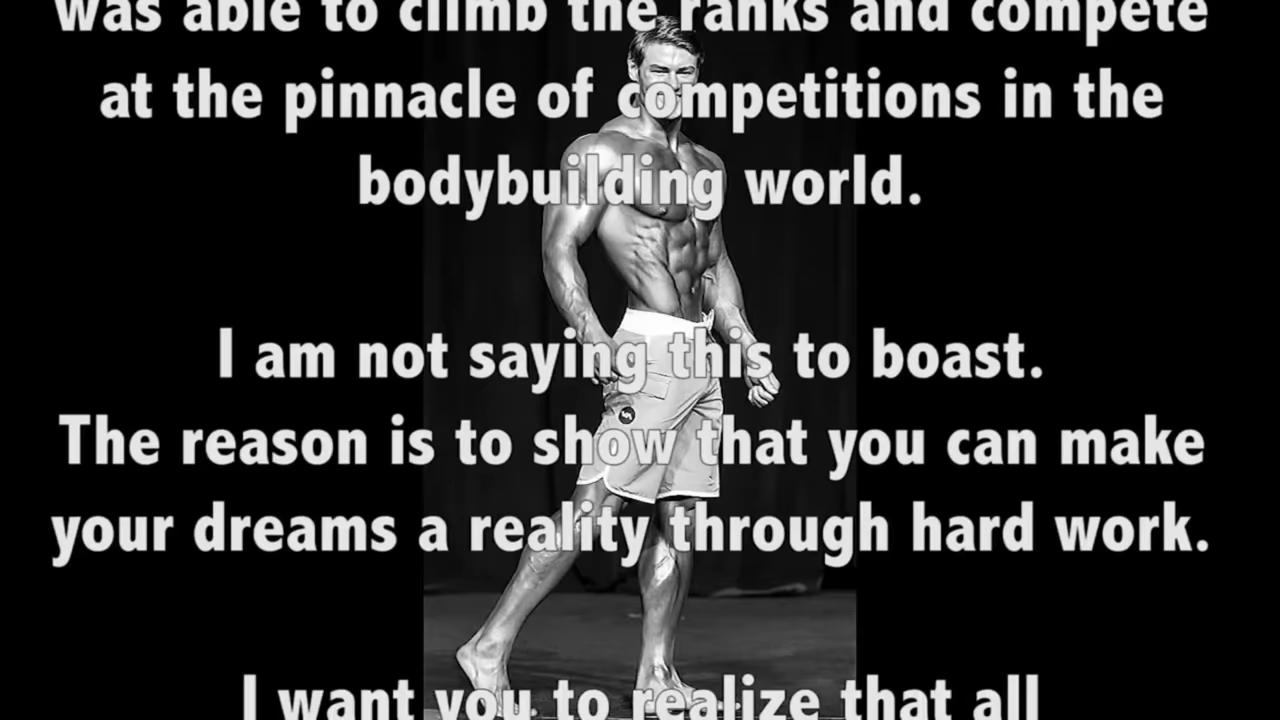 was able to climb the ranks and compete
at the pinnacle of competitions in the
bodybuilding world.
I am not saying this to boast.
The reason is to show that you can make
your dreams a reality through hard work.
I want you to realize that all